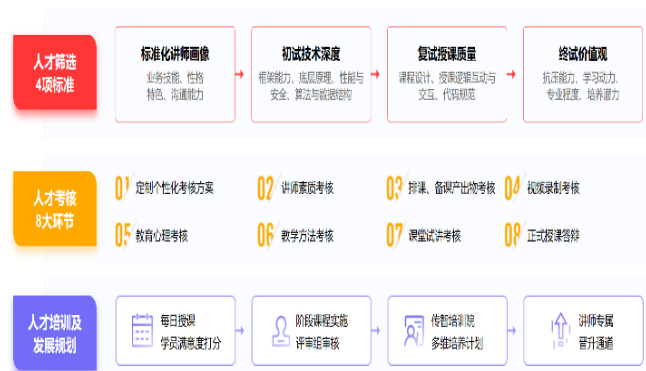 人才筛选
4项标准
标准化讲师画像
业务技能、性格
特色、沟通能力
初试技术深度
框架能力、底层原理、性能与
安全、算法与数据结构
复试授课质量
课程设计、授课逻辑互动与
交互、代码规范
终试价值观
抗压能力、学习动力、
专业程度、培养潜力
人才考核
8大环节
01 定制个性化考核方案
02 讲师素质考核
03 排课、备课产出物考核
04 视频录制考核
05 教育心理考核
06 教学方法考核
07 课堂试讲考核
08 正式授课答辩
人才培训及
发展规划
每日授课
学员满意度打分
阶段课程实施
评审组审核
传智培训院
多维培养计划
讲师专属
晋升通道